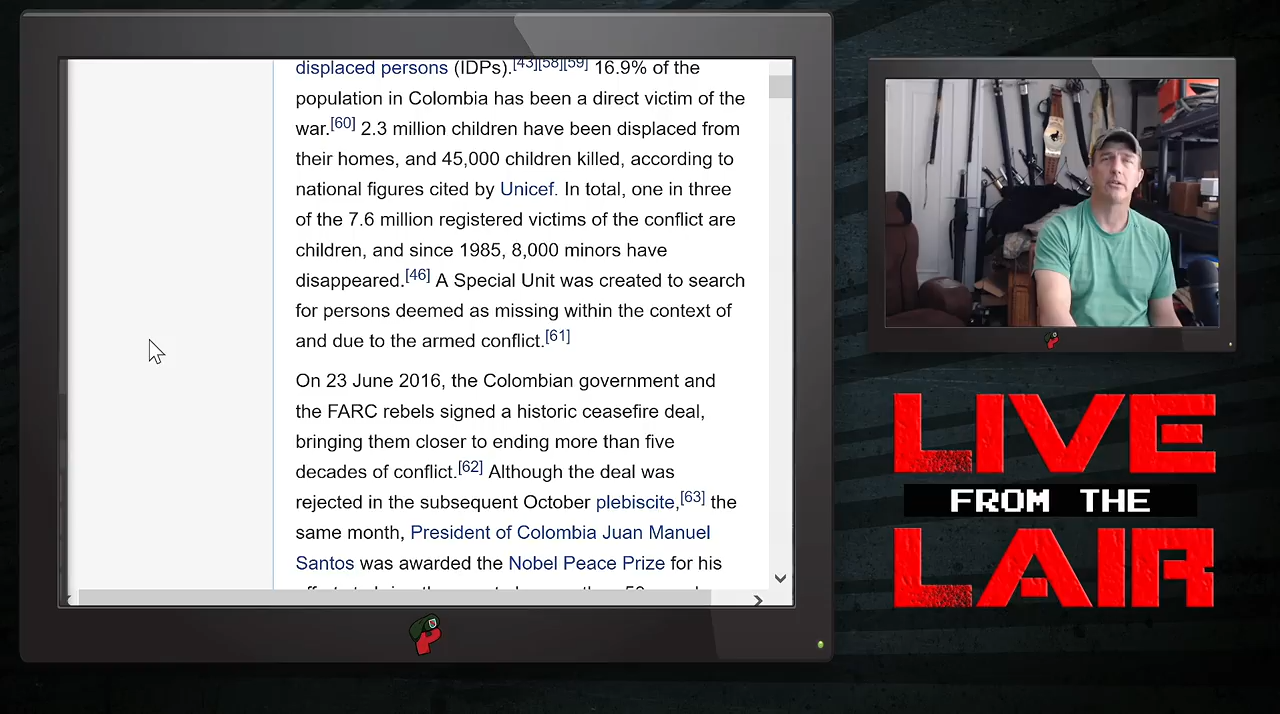 displaced persons (IDPs).[43][58][59] 16.9% of the
population in Colombia has been a direct victim of the
war.[60] 2.3 million children have been displaced from
their homes, and 45,000 children killed, according to
national figures cited by Unicef. In total, one in three
of the 7.6 million registered victims of the conflict are
children, and since 1985, 8,000 minors have
disappeared.[46] A Special Unit was created to search
for persons deemed as missing within the context of
and due to the armed conflict.[61]
On 23 June 2016, the Colombian government and
the FARC rebels signed a historic ceasefire deal,
bringing them closer to ending more than five
decades of conflict.[62] Although the deal was
rejected in the subsequent October plebiscite,[63] the
same month, President of Colombia Juan Manuel
Santos was awarded the Nobel Peace Prize for his
LIVE
FROM THE
LAIR